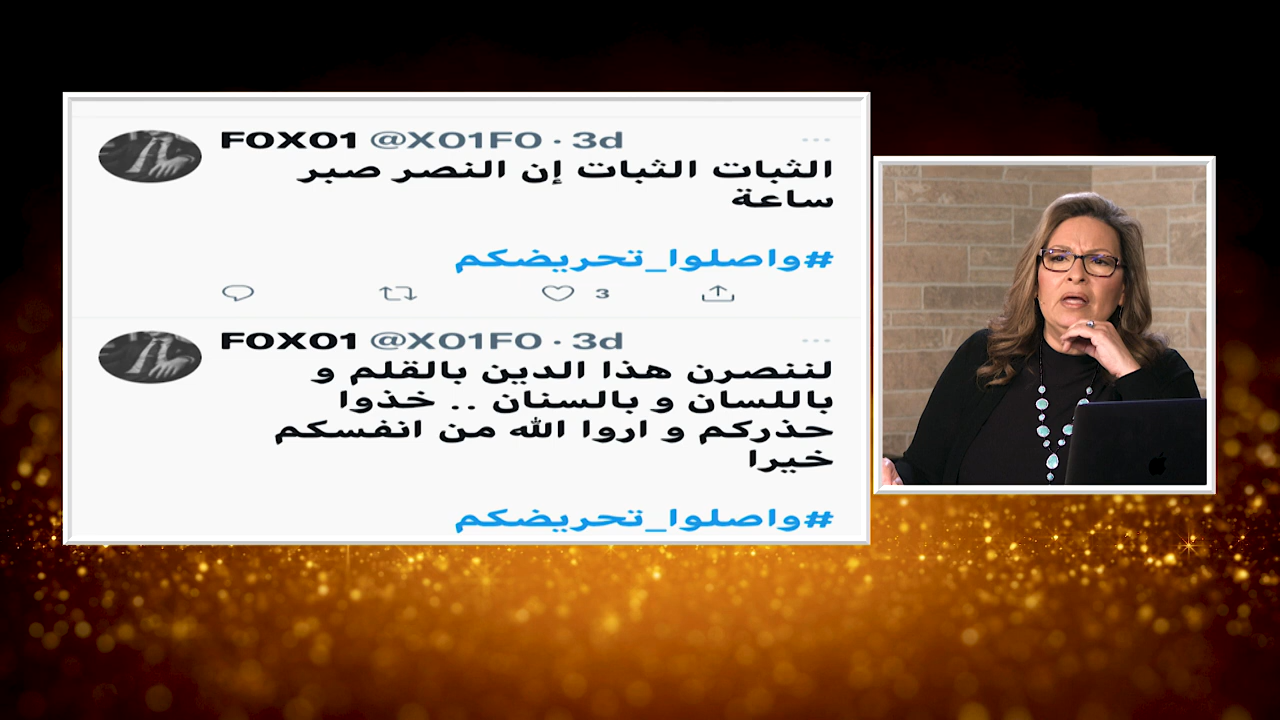 FOX01 @X01FO · 3d
الثبات الثبات إن النصر صبر
ساعة
#واصلوا_تحريضكم
3
FOX01 @X01FO · 3d
لننصرن هذا الدين بالقلم و
باللسان و بالسنان .. خذوا
حذركم و اروا الله من انفسكم
خيرا
#واصلوا_تحريضكم